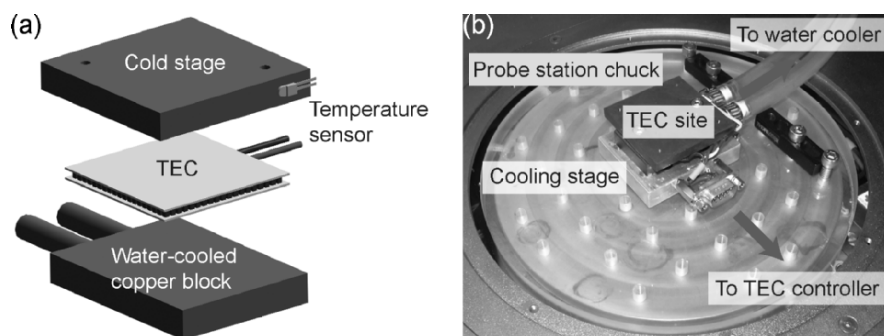 (a)
Cold stage
Temperature
sensor
TEC
Water-cooled
copper block
(b)
To water cooler
Probe station chuck
TEC site
Cooling stage
To TEC controller